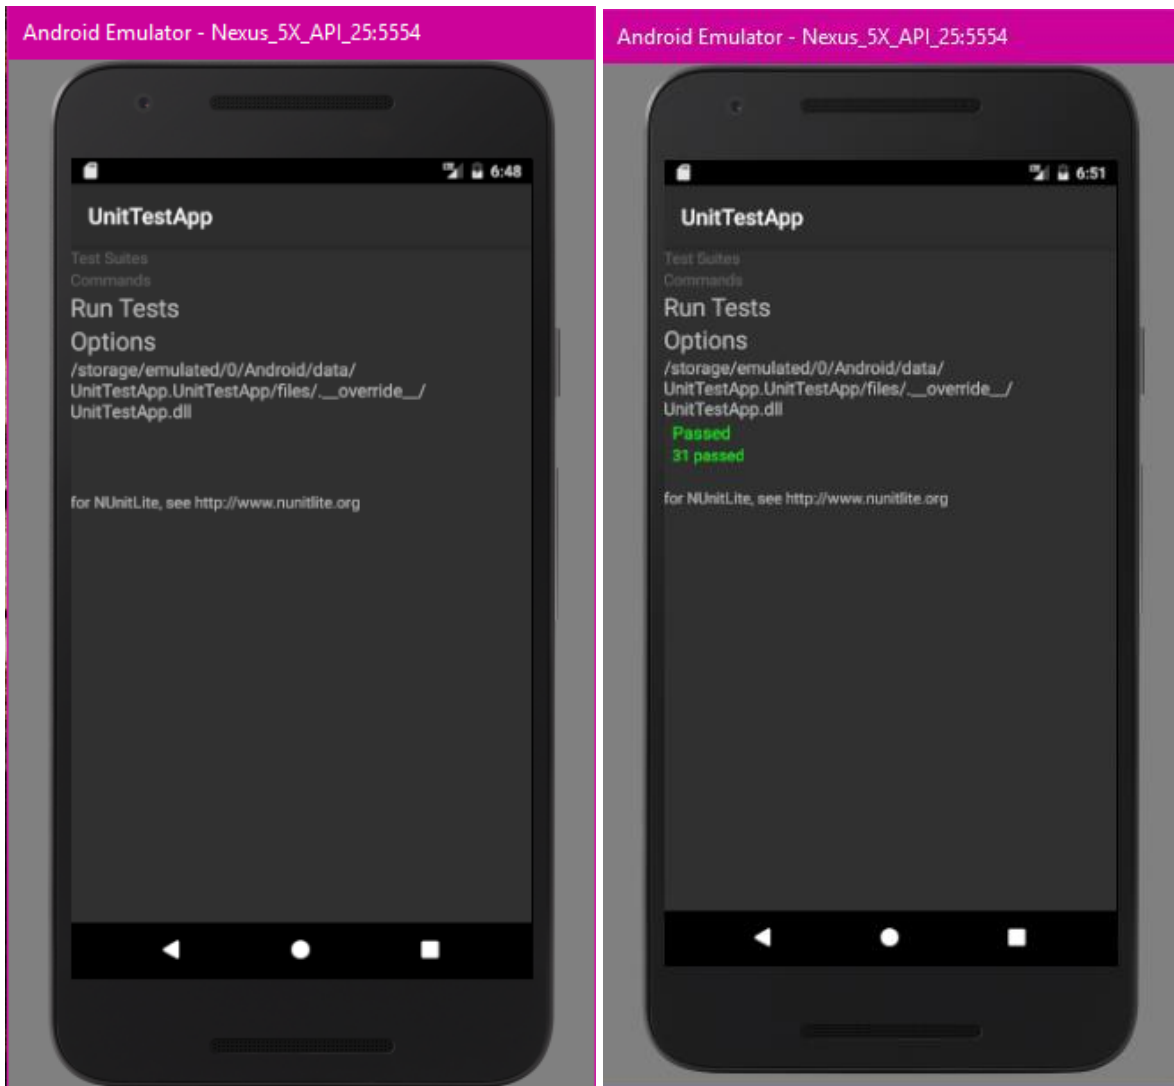 Android Emulator - Nexus_5X_API_25:5554
6:48
UnitTestApp
Test Suites
Commands
Run Tests
Options
/storage/emulated/0/Android/data/
UnitTestApp.UnitTestApp/files/.__override__/
UnitTestApp.dll
for NUnitLite, see http://www.nunitlite.org
Android Emulator - Nexus_5X_API_25:5554
6:51
UnitTestApp
Test Suites
Commands
Run Tests
Options
/storage/emulated/0/Android/data/
UnitTestApp.UnitTestApp/files/.__override__/
UnitTestApp.dll
Passed
31 passed
for NUnitLite, see http://www.nunitlite.org